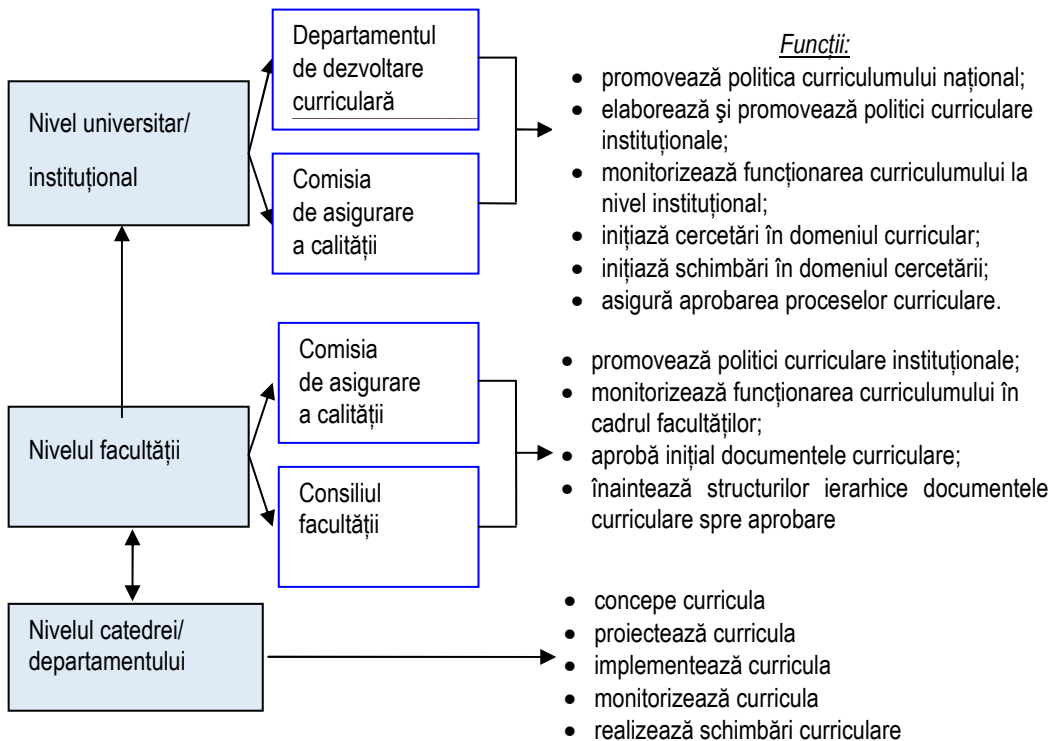 Nivel universitar/
instituțional
Departamentul
de dezvoltare
curriculară
Comisia
de asigurare
a calității
Funcții:
• promovează politica curriculumului național;
• elaborează şi promovează politici curriculare
instituționale;
• monitorizează funcționarea curriculumului la
nivel instituțional;
• inițiază cercetări în domeniul curricular;
• inițiază schimbări în domeniul cercetării;
• asigură aprobarea proceselor curriculare.
Nivelul facultății
Comisia
de asigurare
a calității
Consiliul
facultății
• promovează politici curriculare instituționale;
• monitorizează funcționarea curriculumului în
cadrul facultăților;
• aprobă inițial documentele curriculare;
• înaintează structurilor ierarhice documentele
curriculare spre aprobare
Nivelul catedrei/
departamentului
• concepe curricula
• proiectează curricula
• implementează curricula
• monitorizează curricula
• realizează schimbări curriculare